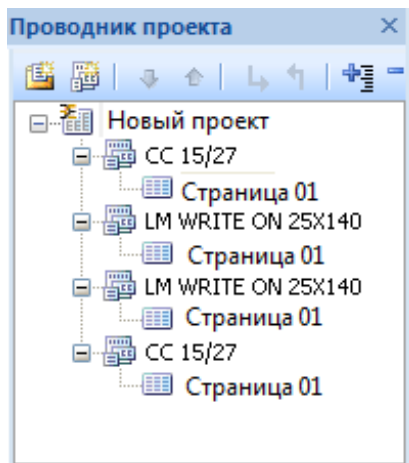 Проводник проекта
Новый проект
CC 15/27
Страница 01
LM WRITE ON 25X140
Страница 01
LM WRITE ON 25X140
Страница 01
CC 15/27
Страница 01